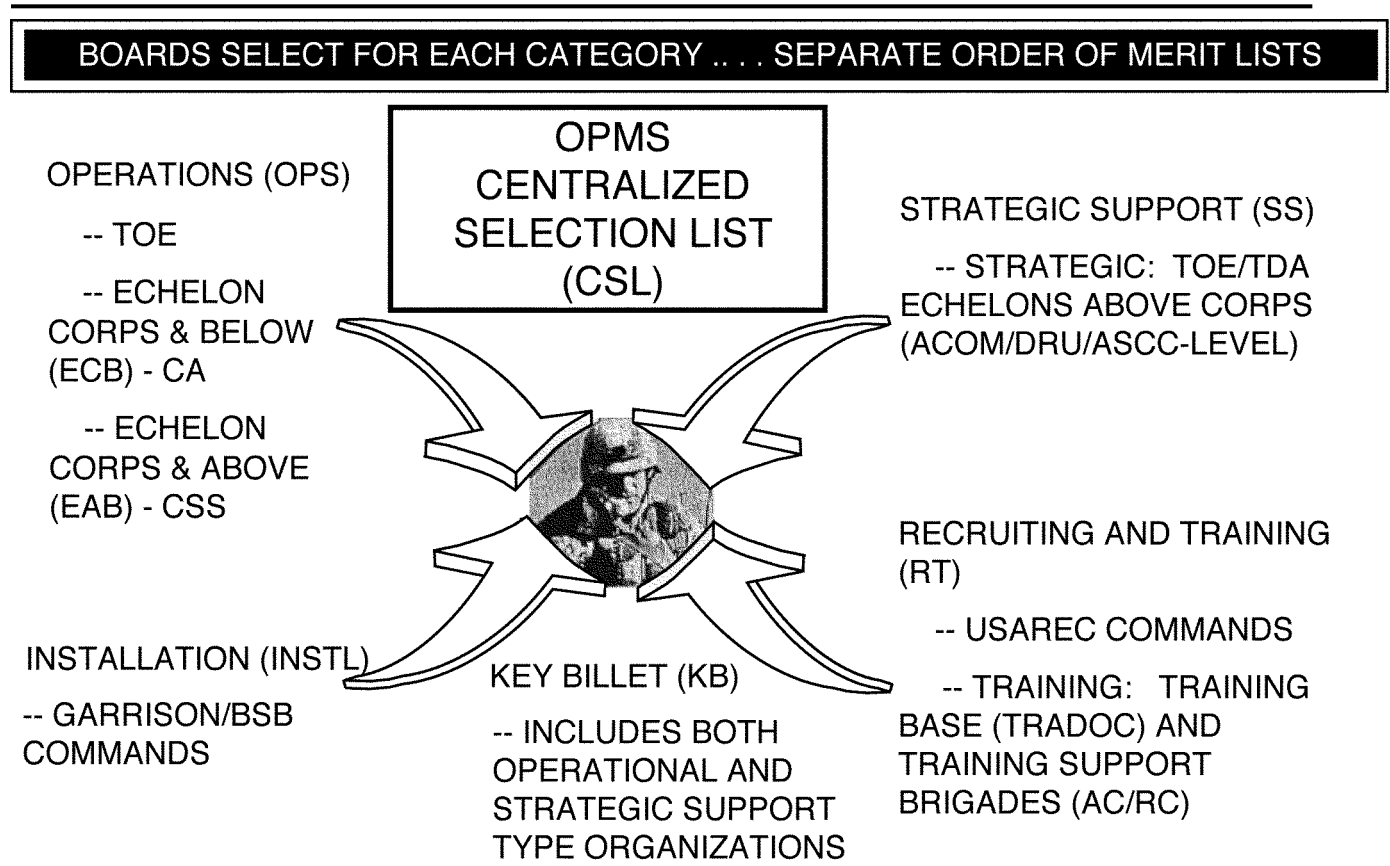 BOARDS SELECT FOR EACH CATEGORY .. . . SEPARATE ORDER OF MERIT LISTS
OPMS
CENTRALIZED
SELECTION LIST
(CSL)
OPERATIONS (OPS)
-- TOE
-- ECHELON
CORPS & BELOW
(ECB) - CA
-- ECHELON
CORPS & ABOVE
(EAB) - CSS
STRATEGIC SUPPORT (SS)
-- STRATEGIC: TOE/TDA
ECHELONS ABOVE CORPS
(ACOM/DRU/ASCC-LEVEL)
INSTALLATION (INSTL)
-- GARRISON/BSB
COMMANDS
KEY BILLET (KB)
-- INCLUDES BOTH
OPERATIONAL AND
STRATEGIC SUPPORT
TYPE ORGANIZATIONS
RECRUITING AND TRAINING
(RT)
-- USAREC COMMANDS
-- TRAINING: TRAINING
BASE (TRADOC) AND
TRAINING SUPPORT
BRIGADES (AC/RC)